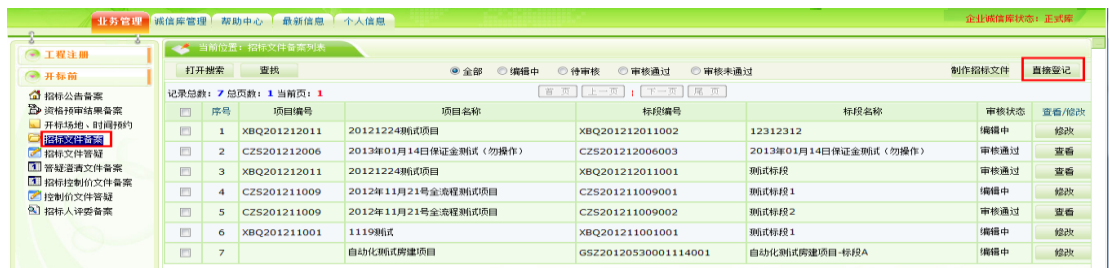 业务管理 诚信库管理 帮助中心 最新信息 个人信息 企业诚信库状态：正式库
工程注册
开标前
招标公告备案
资格预审结果备案
开标场地、时间预约
招标文件备案
招标文件答疑
答疑澄清文件备案
招标控制价文件备案
控制价文件答疑
招标人评委备案
当前位置：招标文件备案列表
打开搜索 查找 全部 编辑中 待审核 审核通过 审核未通过 制作招标文件 直接登记
记录总数：7 总页数：1 当前页：1 首 页 上一页 1 下一页 尾 页
序号 项目编号 项目名称 标段编号 标段名称 审核状态 查看/修改
1 XBQ201212011 20121224测试项目 XBQ201212011002 12312312 编辑中 修改
2 CZS201212006 2013年01月14日保证金测试（勿操作） CZS201212006003 2013年01月14日保证金测试（勿操作） 审核通过 查看
3 XBQ201212011 20121224测试项目 XBQ201212011001 测试标段 审核通过 查看
4 CZS201211009 2012年11月21号全流程测试项目 CZS201211009001 测试标段1 编辑中 修改
5 CZS201211009 2012年11月21号全流程测试项目 CZS201211009002 测试标段2 审核通过 查看
6 XBQ201211001 1119测试 XBQ201211001001 测试标段1 编辑中 修改
7 自动化测试房建项目 GSZ20120530001114001 自动化测试房建项目-标段A 编辑中 修改